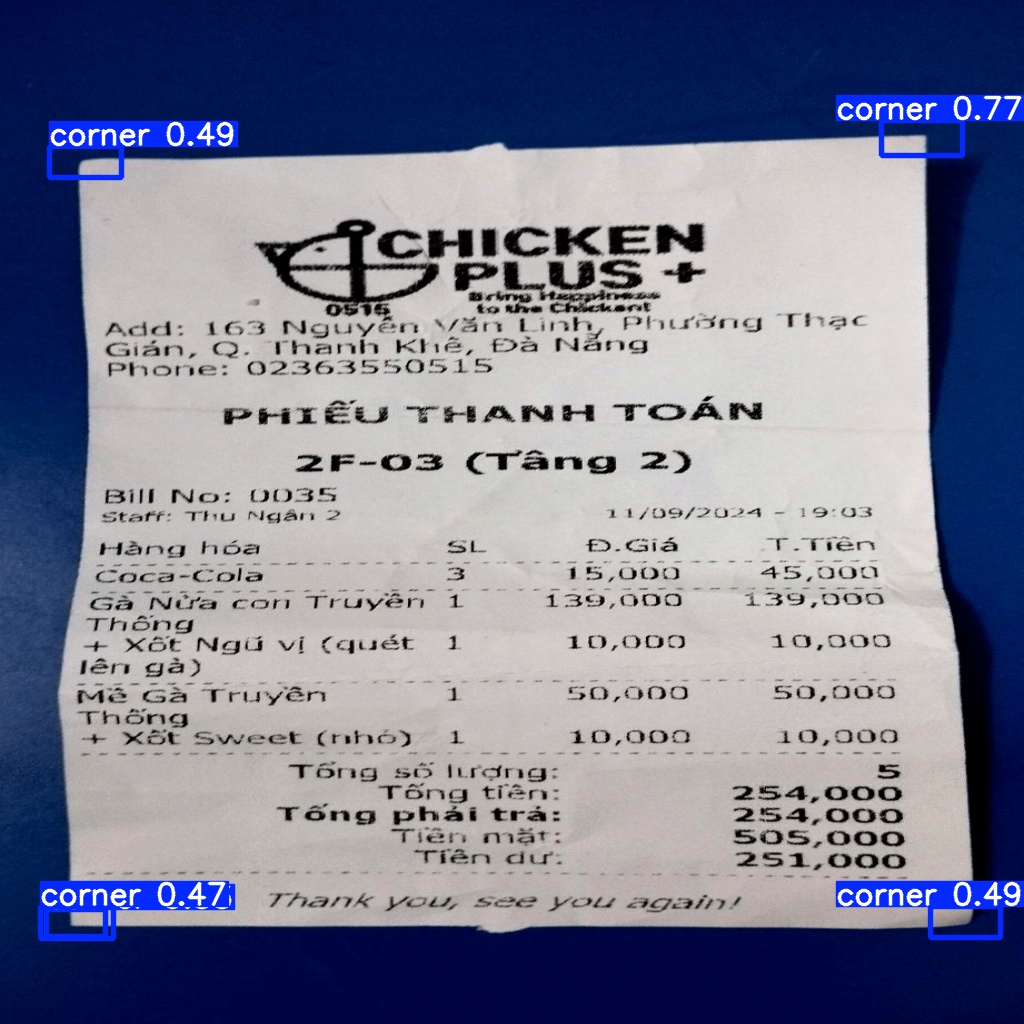 corner 0.49
corner 0.77
CHICKEN
PLUS +
Bring Happiness
to the Chicken!
0515
Add: 163 Nguyễn Văn Linh, Phường Thạc
Gián, Q. Thanh Khê, Đà Nẵng
Phone: 02363550515
PHIẾU THANH TOÁN
2F-03 (Tầng 2)
Bill No: 0035
Staff: Thu Ngân 2 11/09/2024 - 19:03
Hàng hóa SL Đ.Giá T.Tiền
Coca-Cola 3 15,000 45,000
Gà Nửa con Truyền 1 139,000 139,000
Thống
+ Xốt Ngũ vị (quét 1 10,000 10,000
lên gà)
Mề Gà Truyền 1 50,000 50,000
Thống
+ Xốt Sweet (nhỏ) 1 10,000 10,000
Tổng số lượng: 5
Tổng tiền: 254,000
Tổng phải trả: 254,000
Tiền mặt: 505,000
Tiền dư: 251,000
corner 0.47
corner 0.49
Thank you, see you again!